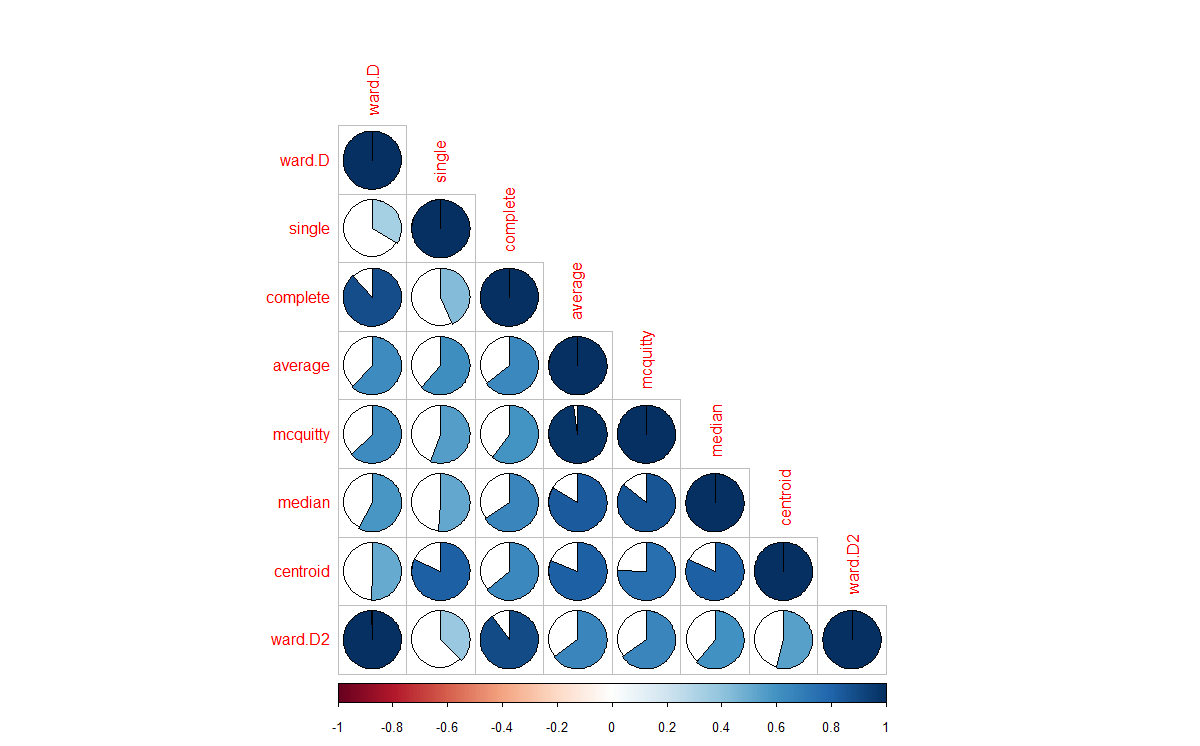 ward.D
single
complete
average
mcquitty
median
centroid
ward.D2
ward.D
single
complete
average
mcquitty
median
centroid
ward.D2
-1 -0.8 -0.6 -0.4 -0.2 0 0.2 0.4 0.6 0.8 1